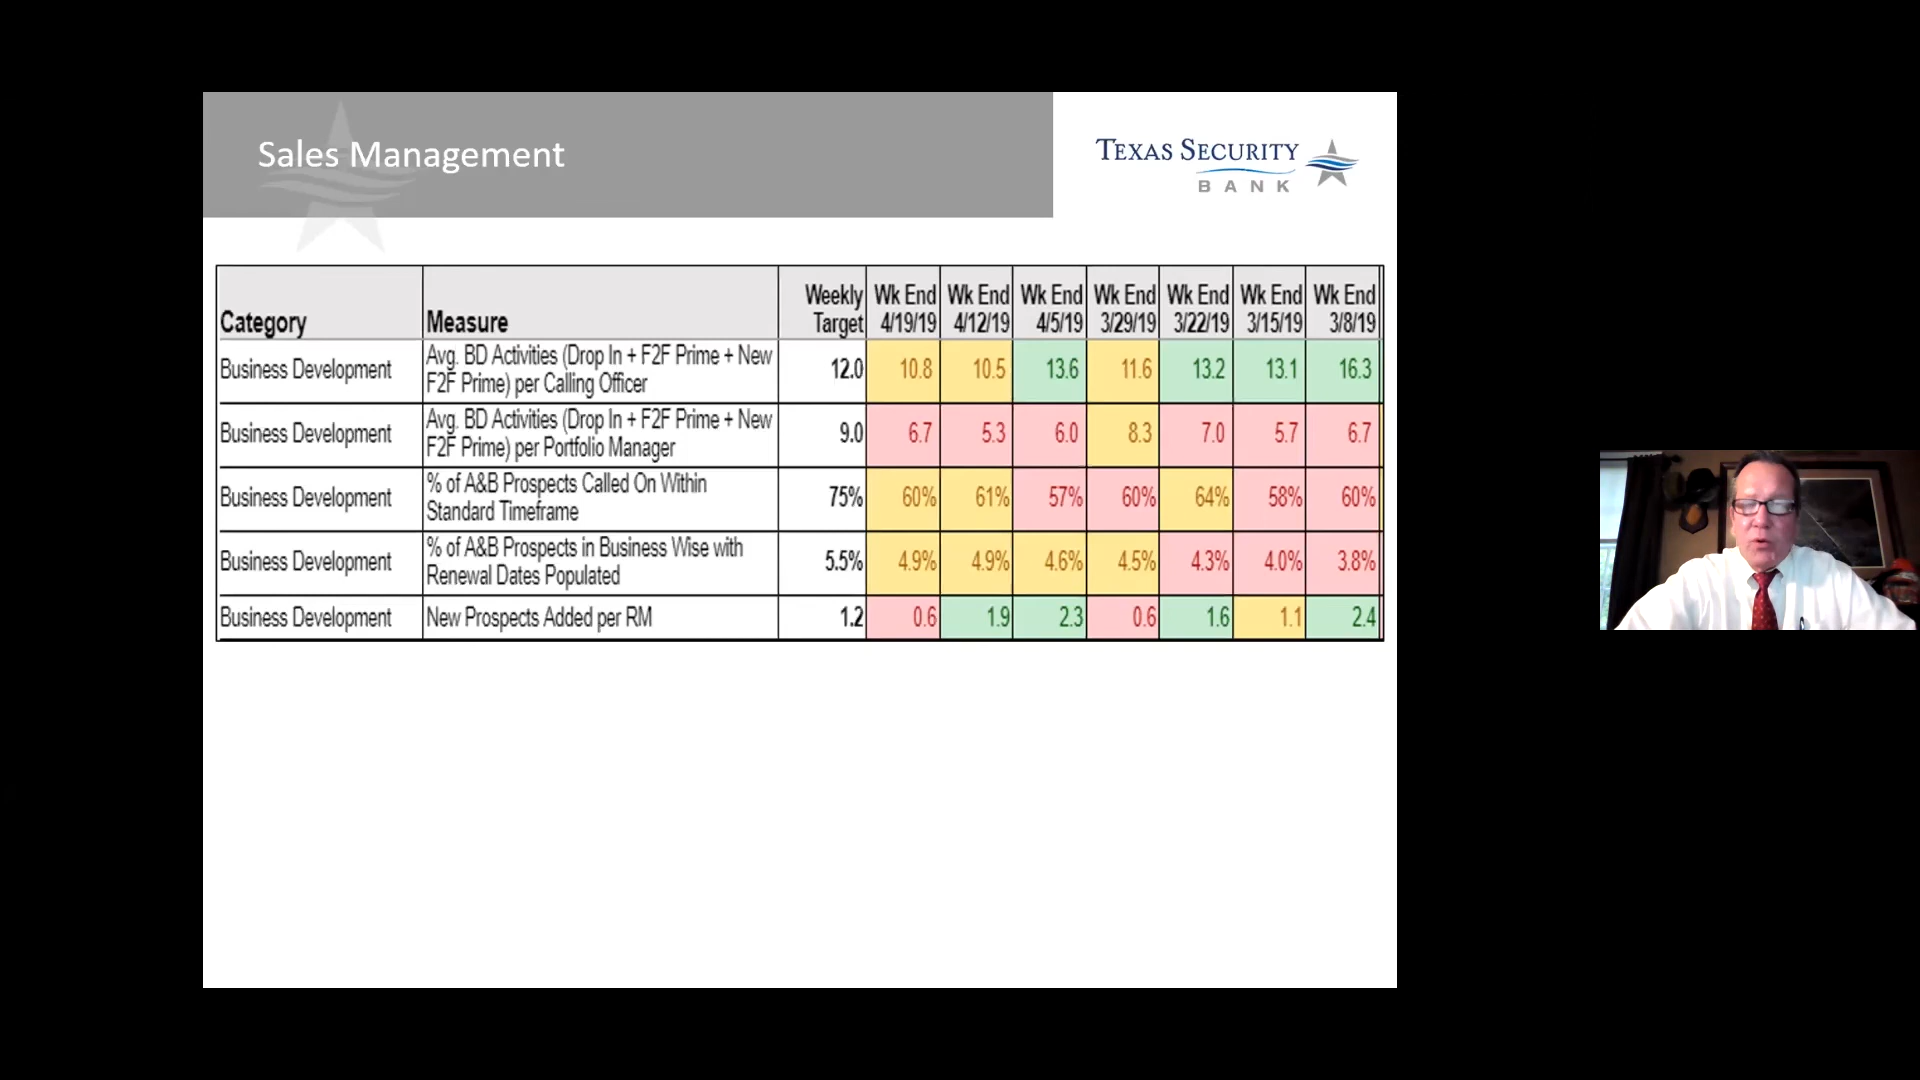 Sales Management
TEXAS SECURITY
BANK
Category Measure Weekly Target Wk End 4/19/19 Wk End 4/12/19 Wk End 4/5/19 Wk End 3/29/19 Wk End 3/22/19 Wk End 3/15/19 Wk End 3/8/19
Business Development Avg. BD Activities (Drop In + F2F Prime + New F2F Prime) per Calling Officer 12.0 10.8 10.5 13.6 11.6 13.2 13.1 16.3
Business Development Avg. BD Activities (Drop In + F2F Prime + New F2F Prime) per Portfolio Manager 9.0 6.7 5.3 6.0 8.3 7.0 5.7 6.7
Business Development % of A&B Prospects Called On Within Standard Timeframe 75% 60% 61% 57% 60% 64% 58% 60%
Business Development % of A&B Prospects in Business Wise with Renewal Dates Populated 5.5% 4.9% 4.9% 4.6% 4.5% 4.3% 4.0% 3.8%
Business Development New Prospects Added per RM 1.2 0.6 1.9 2.3 0.6 1.6 1.1 2.4